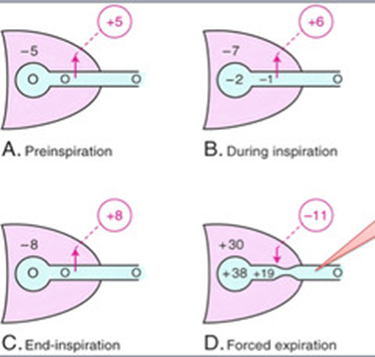 +5
−5
O O O
A. Preinspiration
+6
−7
−2 −1 O
B. During inspiration
+8
−8
O O O
C. End-inspiration
−11
+30
+38 +19 O
D. Forced expiration